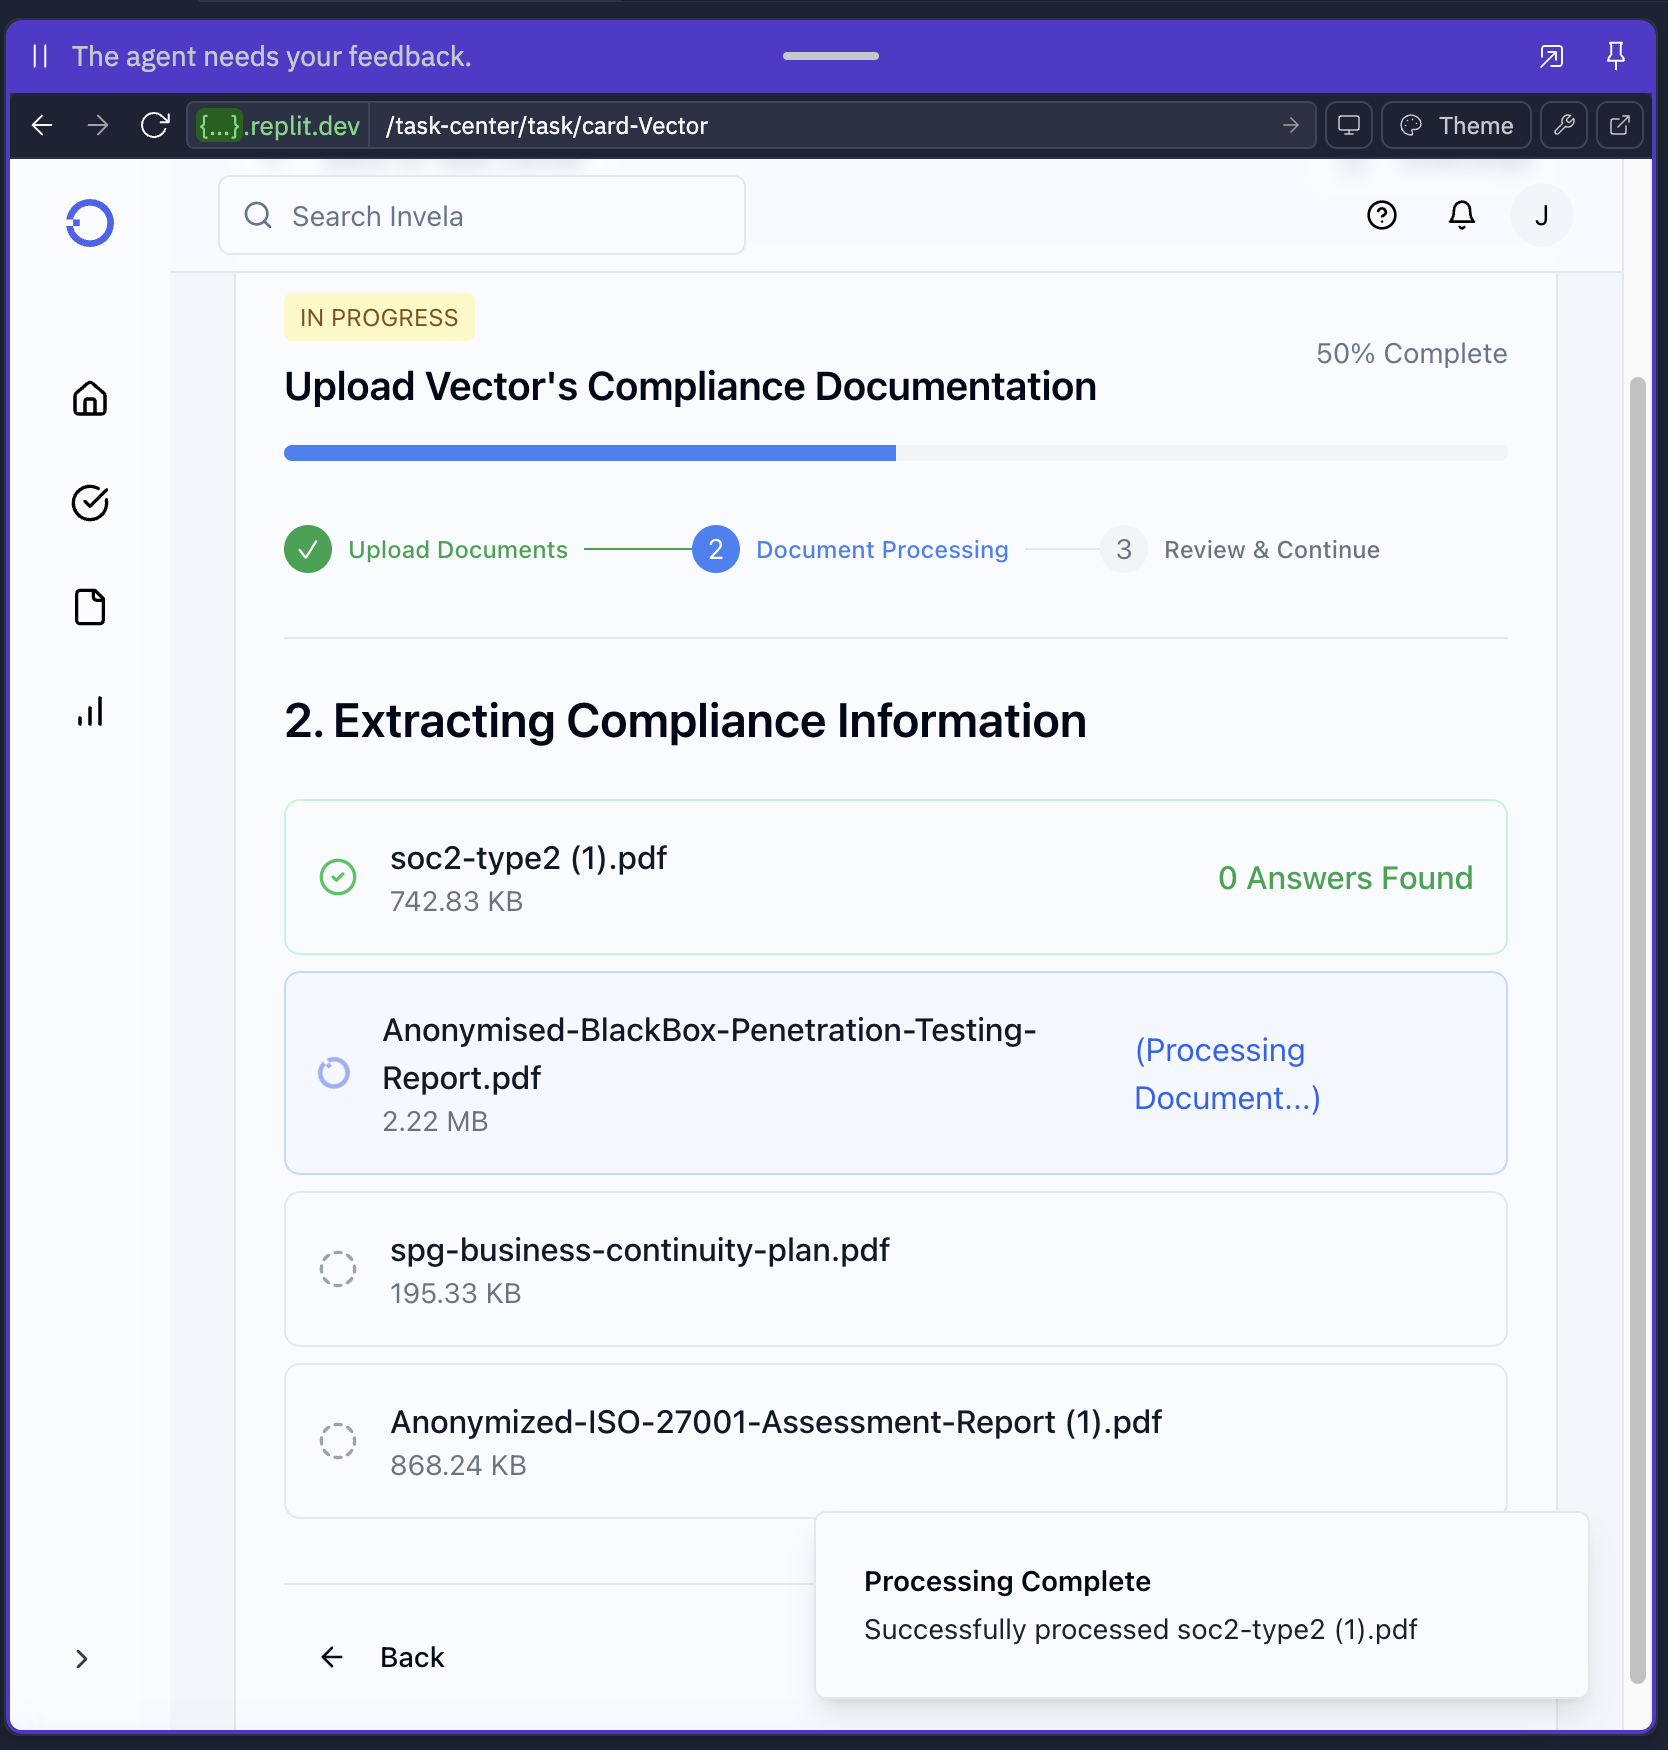 The agent needs your feedback.
{...}.replit.dev /task-center/task/card-Vector
Theme
Search Invela
J
IN PROGRESS
50% Complete
Upload Vector's Compliance Documentation
Upload Documents
2 Document Processing
3 Review & Continue
2. Extracting Compliance Information
soc2-type2 (1).pdf
742.83 KB
0 Answers Found
Anonymised-BlackBox-Penetration-Testing-
Report.pdf
2.22 MB
(Processing
Document...)
spg-business-continuity-plan.pdf
195.33 KB
Anonymized-ISO-27001-Assessment-Report (1).pdf
868.24 KB
Processing Complete
Successfully processed soc2-type2 (1).pdf
Back